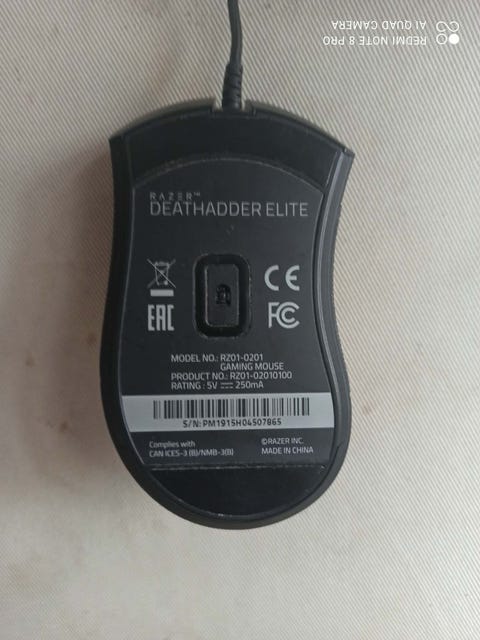 REDMI NOTE 8 PRO
AI QUAD CAMERA
RAZER™
DEATHADDER ELITE
CE
EAC
FC
MODEL NO.: RZ01-0201
GAMING MOUSE
PRODUCT NO.: RZ01-02010100
RATING : 5V ⎓ 250mA
S/N: PM1915H04507865
Complies with
CAN ICES-3 (B)/NMB-3(B)
©RAZER INC.
MADE IN CHINA